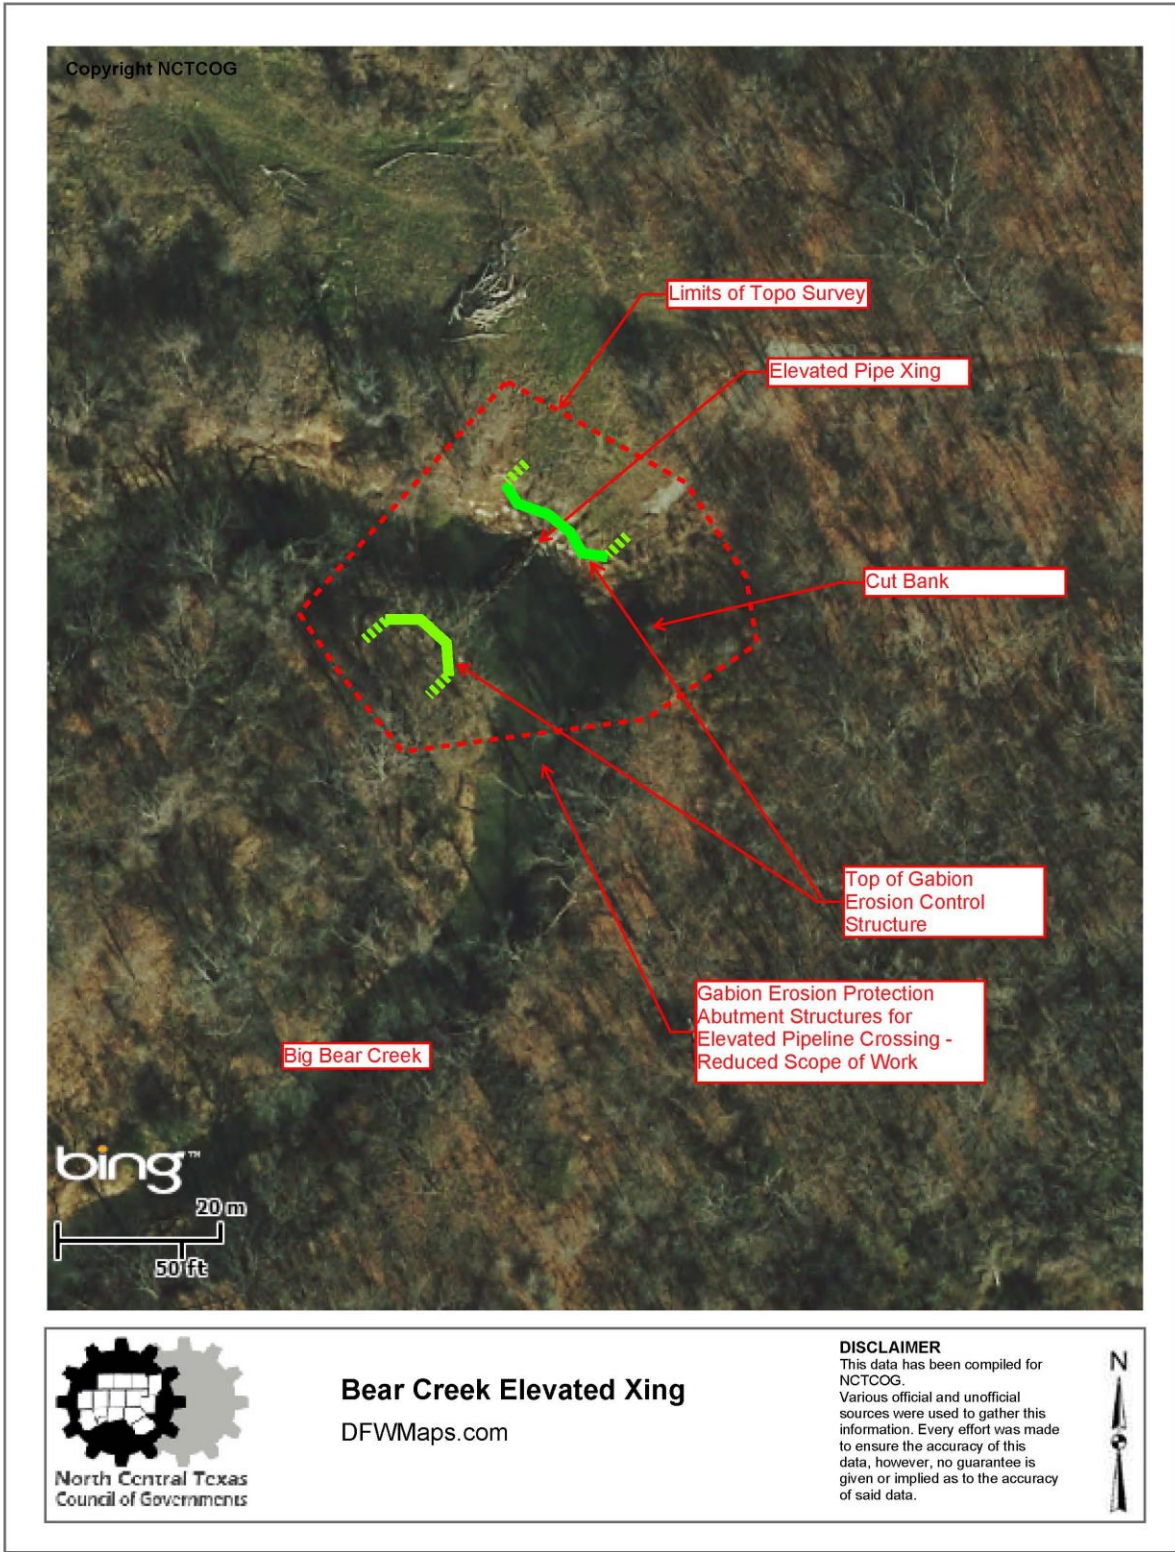 Copyright NCTCOG
Limits of Topo Survey
Elevated Pipe Xing
Cut Bank
Top of Gabion
Erosion Control
Structure
Gabion Erosion Protection
Abutment Structures for
Elevated Pipeline Crossing -
Reduced Scope of Work
Big Bear Creek
bing™
20 m
50 ft
North Central Texas
Council of Governments
Bear Creek Elevated Xing
DFWMaps.com
DISCLAIMER
This data has been compiled for
NCTCOG.
Various official and unofficial
sources were used to gather this
information. Every effort was made
to ensure the accuracy of this
data, however, no guarantee is
given or implied as to the accuracy
of said data.
N